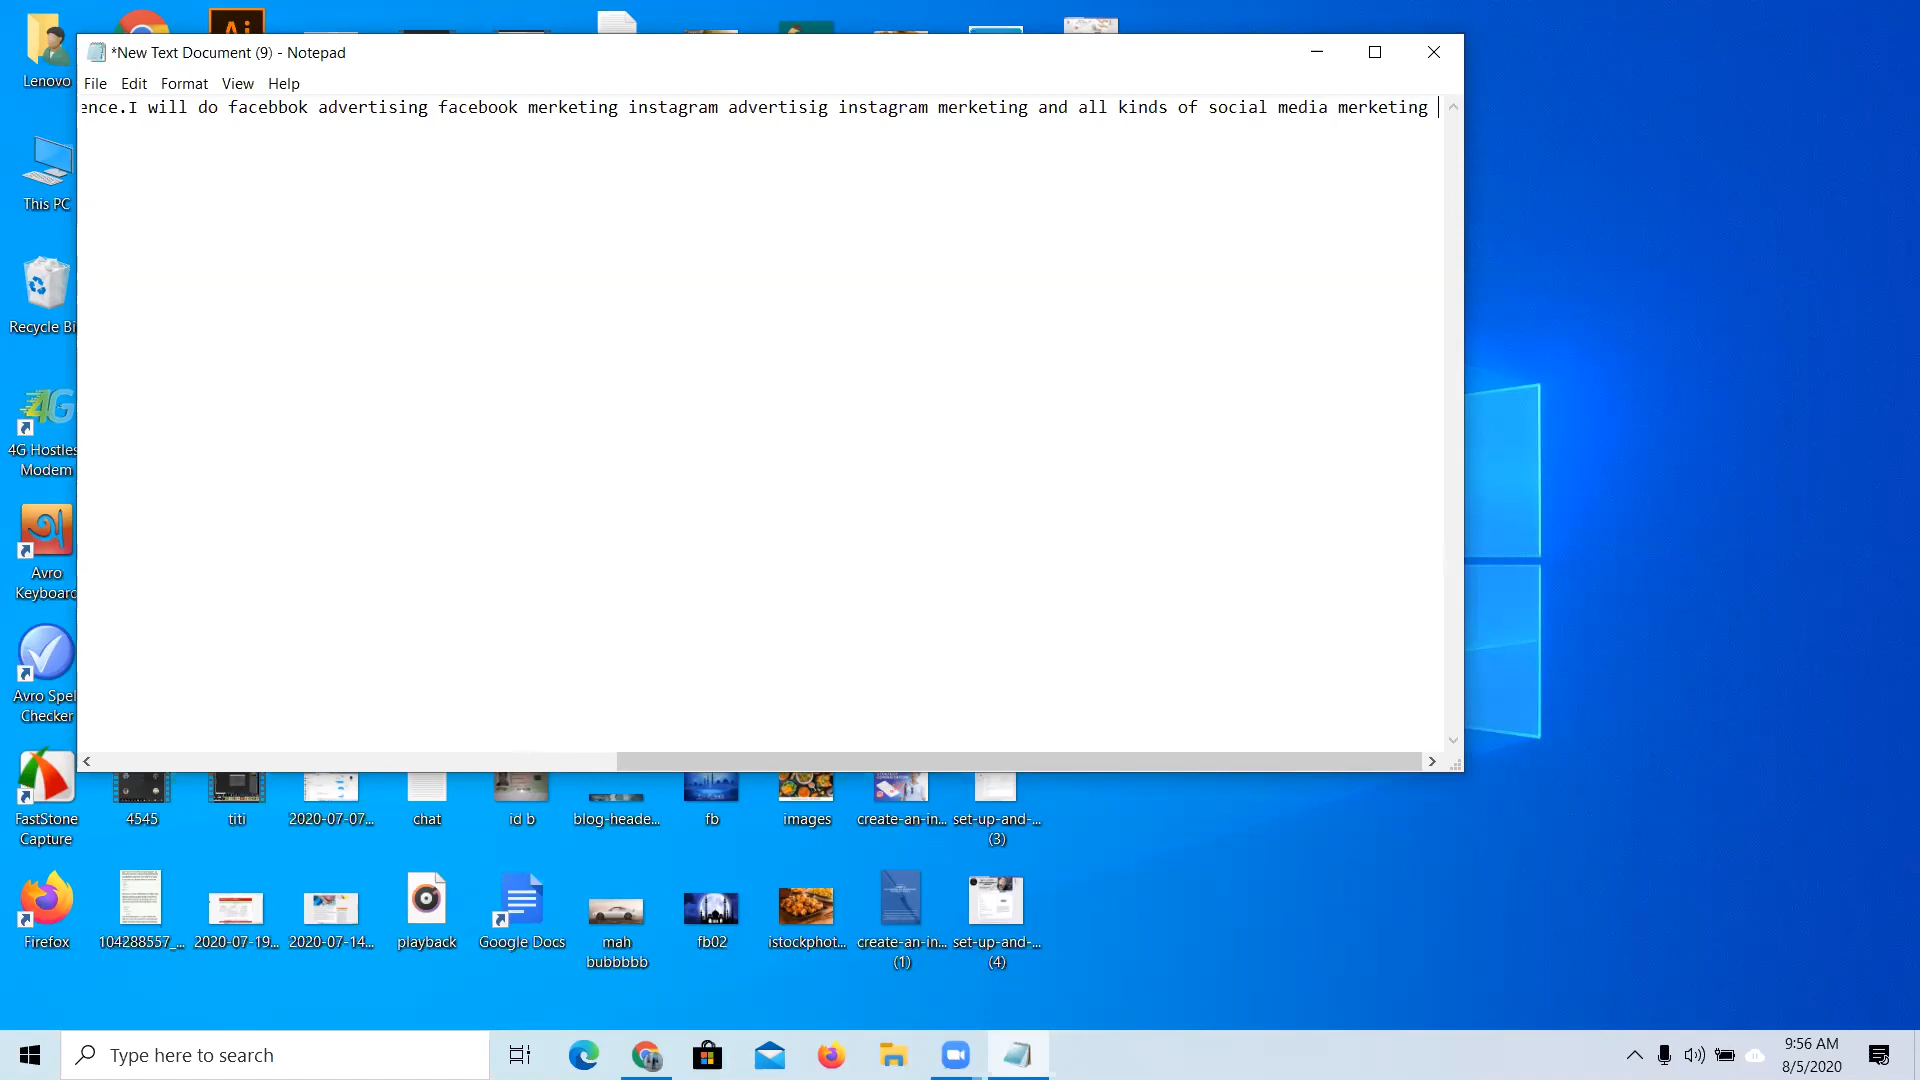 Ai
Lenovo
*New Text Document (9) - Notepad
File Edit Format View Help
ence.I will do facebbok advertising facebook merketing instagram advertisig instagram merketing and all kinds of social media merketing
This PC
Recycle Bi
4G
4G Hostles
Modem
অ
Avro
Keyboard
Avro Spel
Checker
FastStone
Capture
4545
titi
2020-07-07...
chat
id b
blog-heade...
fb
images
create-an-in...
set-up-and-...
(3)
Firefox
104288557_...
2020-07-19...
2020-07-14...
playback
Google Docs
mah
bubbbbb
fb02
istockphot...
create-an-in...
(1)
set-up-and-...
(4)
Type here to search
9:56 AM
8/5/2020